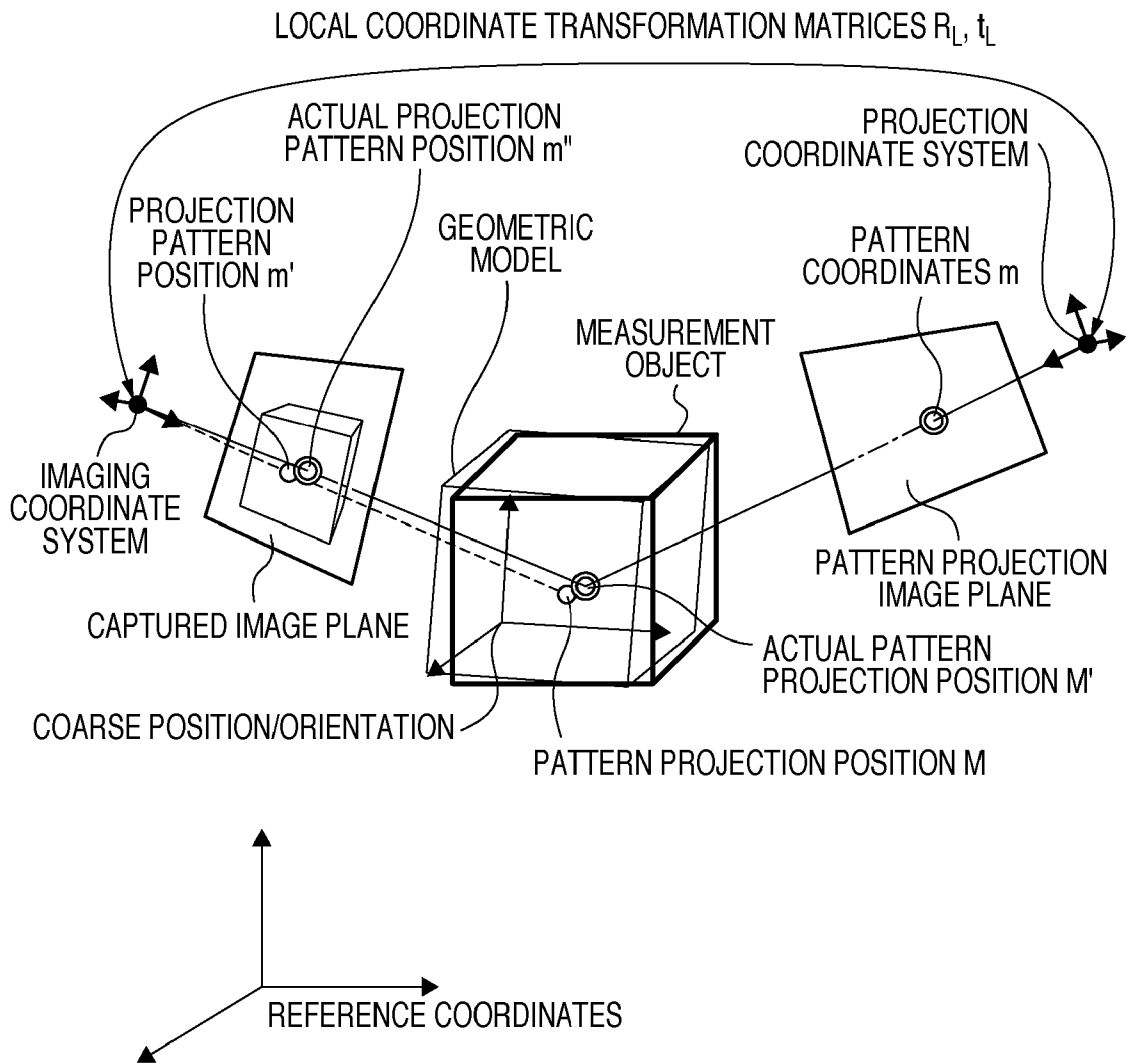 LOCAL COORDINATE TRANSFORMATION MATRICES RL, tL
ACTUAL PROJECTION
PATTERN POSITION m"
PROJECTION
COORDINATE SYSTEM
PROJECTION
PATTERN
POSITION m'
GEOMETRIC
MODEL
PATTERN
COORDINATES m
MEASUREMENT
OBJECT
IMAGING
COORDINATE
SYSTEM
PATTERN PROJECTION
IMAGE PLANE
CAPTURED IMAGE PLANE
ACTUAL PATTERN
PROJECTION POSITION M'
COARSE POSITION/ORIENTATION
PATTERN PROJECTION POSITION M
REFERENCE COORDINATES